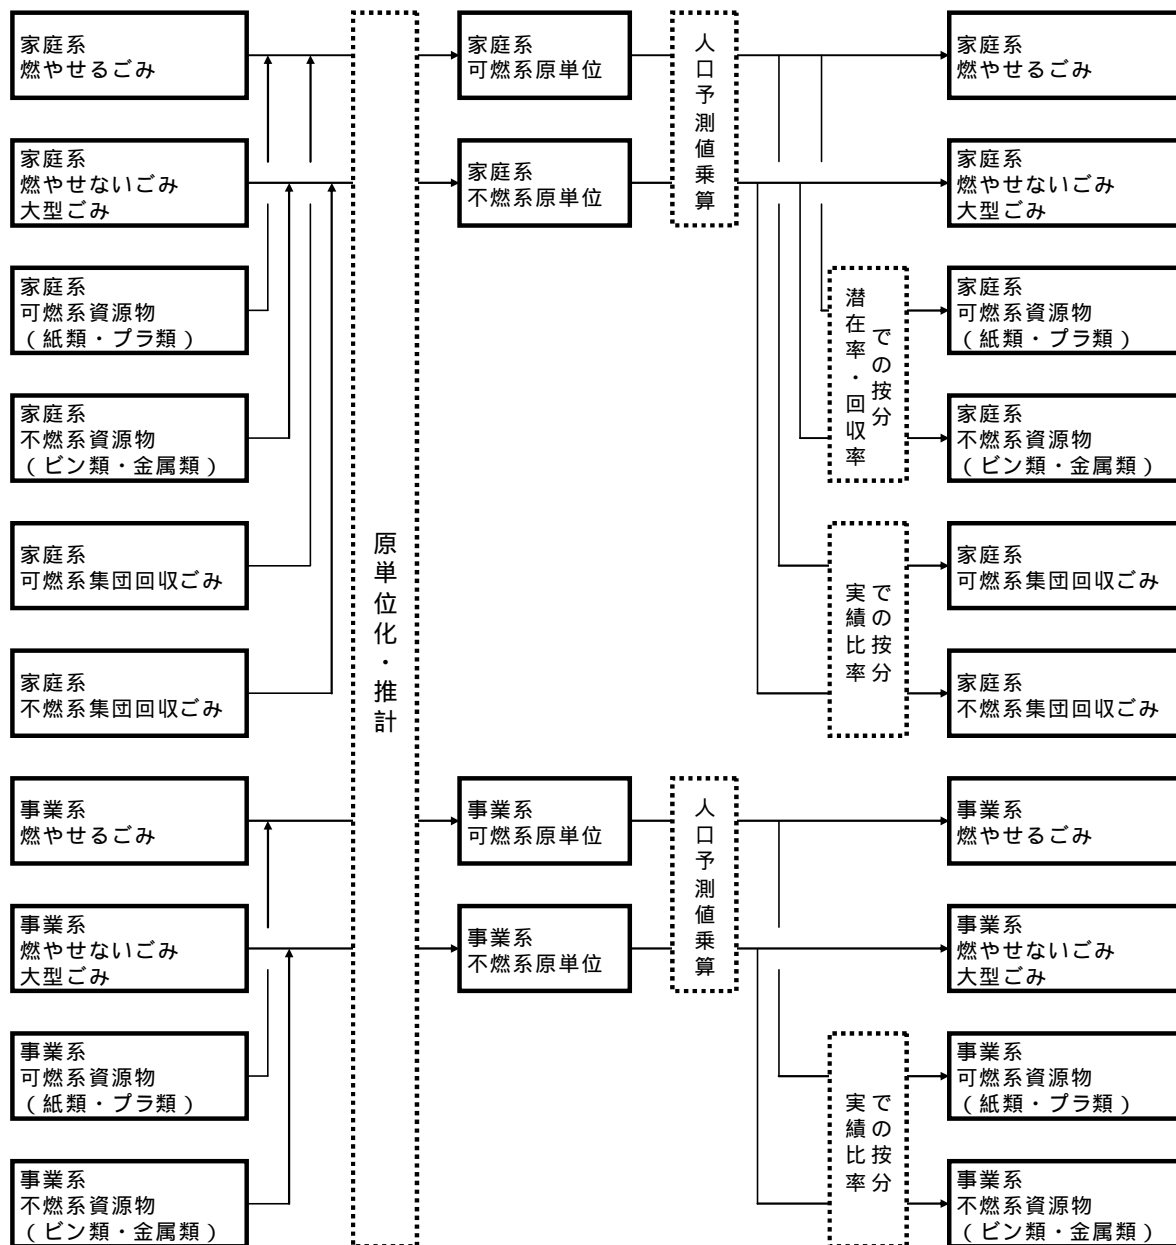 家庭系
燃やせるごみ
家庭系
燃やせないごみ
大型ごみ
家庭系
可燃系資源物
（紙類・プラ類）
家庭系
不燃系資源物
（ビン類・金属類）
家庭系
可燃系集団回収ごみ
家庭系
不燃系集団回収ごみ
事業系
燃やせるごみ
事業系
燃やせないごみ
大型ごみ
事業系
可燃系資源物
（紙類・プラ類）
事業系
不燃系資源物
（ビン類・金属類）
原単位化・推計
家庭系
可燃系原単位
家庭系
不燃系原単位
事業系
可燃系原単位
事業系
不燃系原単位
人口予測値乗算
人口予測値乗算
潜在率・回収率
での按分
実績比率
での按分
実績比率
での按分
家庭系
燃やせるごみ
家庭系
燃やせないごみ
大型ごみ
家庭系
可燃系資源物
（紙類・プラ類）
家庭系
不燃系資源物
（ビン類・金属類）
家庭系
可燃系集団回収ごみ
家庭系
不燃系集団回収ごみ
事業系
燃やせるごみ
事業系
燃やせないごみ
大型ごみ
事業系
可燃系資源物
（紙類・プラ類）
事業系
不燃系資源物
（ビン類・金属類）